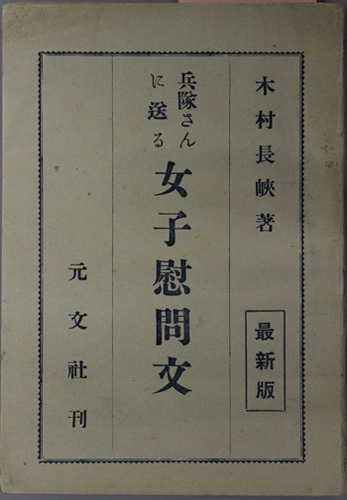 木村長峽著
最新版
兵隊さん
に送る
女子慰問文
元文社刊